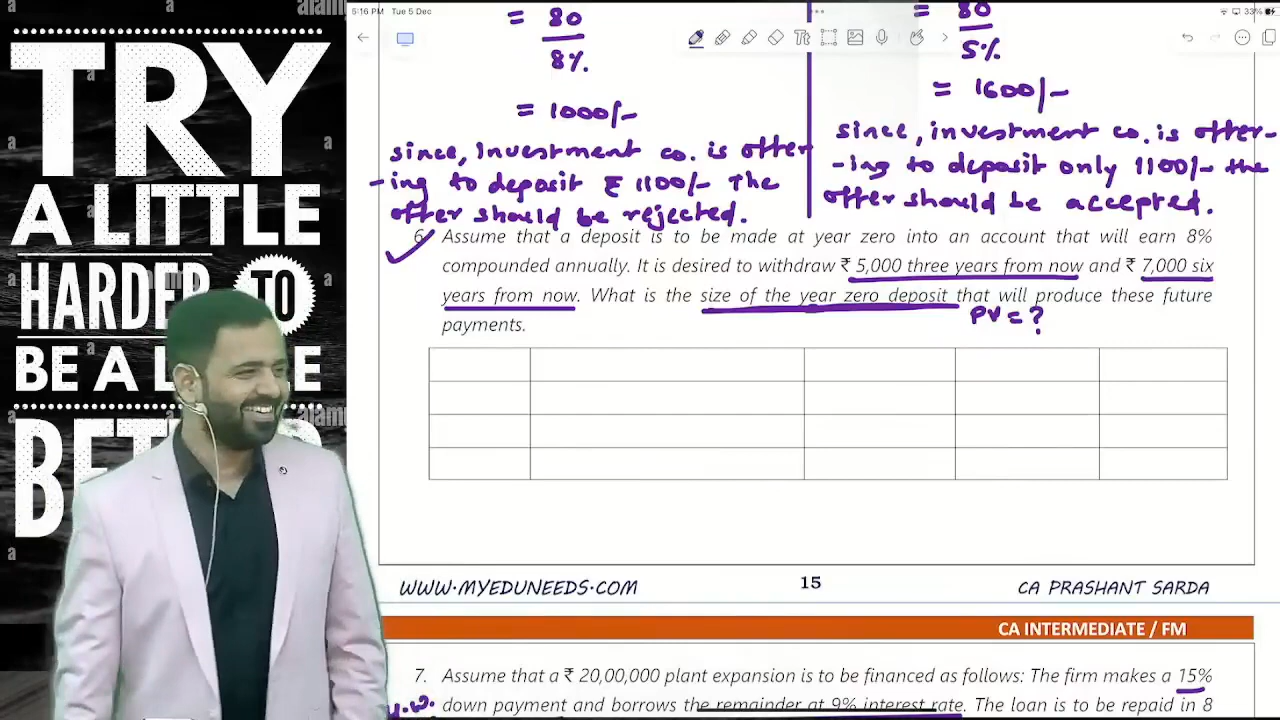 5:16 PM Tue 5 Dec
33%
TRY
A LITTLE
HARDER TO
BE A
= 80
8%.
= 1000/-
since, investment co. is offer
-ing to deposit ₹ 1100/- the
offer should be rejected.
= 80
5%
= 1600/-
since, investment co. is offer-
-ing to deposit only 1100/- the
offer should be accepted.
6. Assume that a deposit is to be made at year zero into an account that will earn 8%
compounded annually. It is desired to withdraw ₹ 5,000 three years from now and ₹ 7,000 six
years from now. What is the size of the year zero deposit that will produce these future
payments.
PV = ?
WWW.MYEDUNEEDS.COM 15 CA PRASHANT SARDA
CA INTERMEDIATE / FM
7. Assume that a ₹ 20,00,000 plant expansion is to be financed as follows: The firm makes a 15%
down payment and borrows the remainder at 9% interest rate. The loan is to be repaid in 8